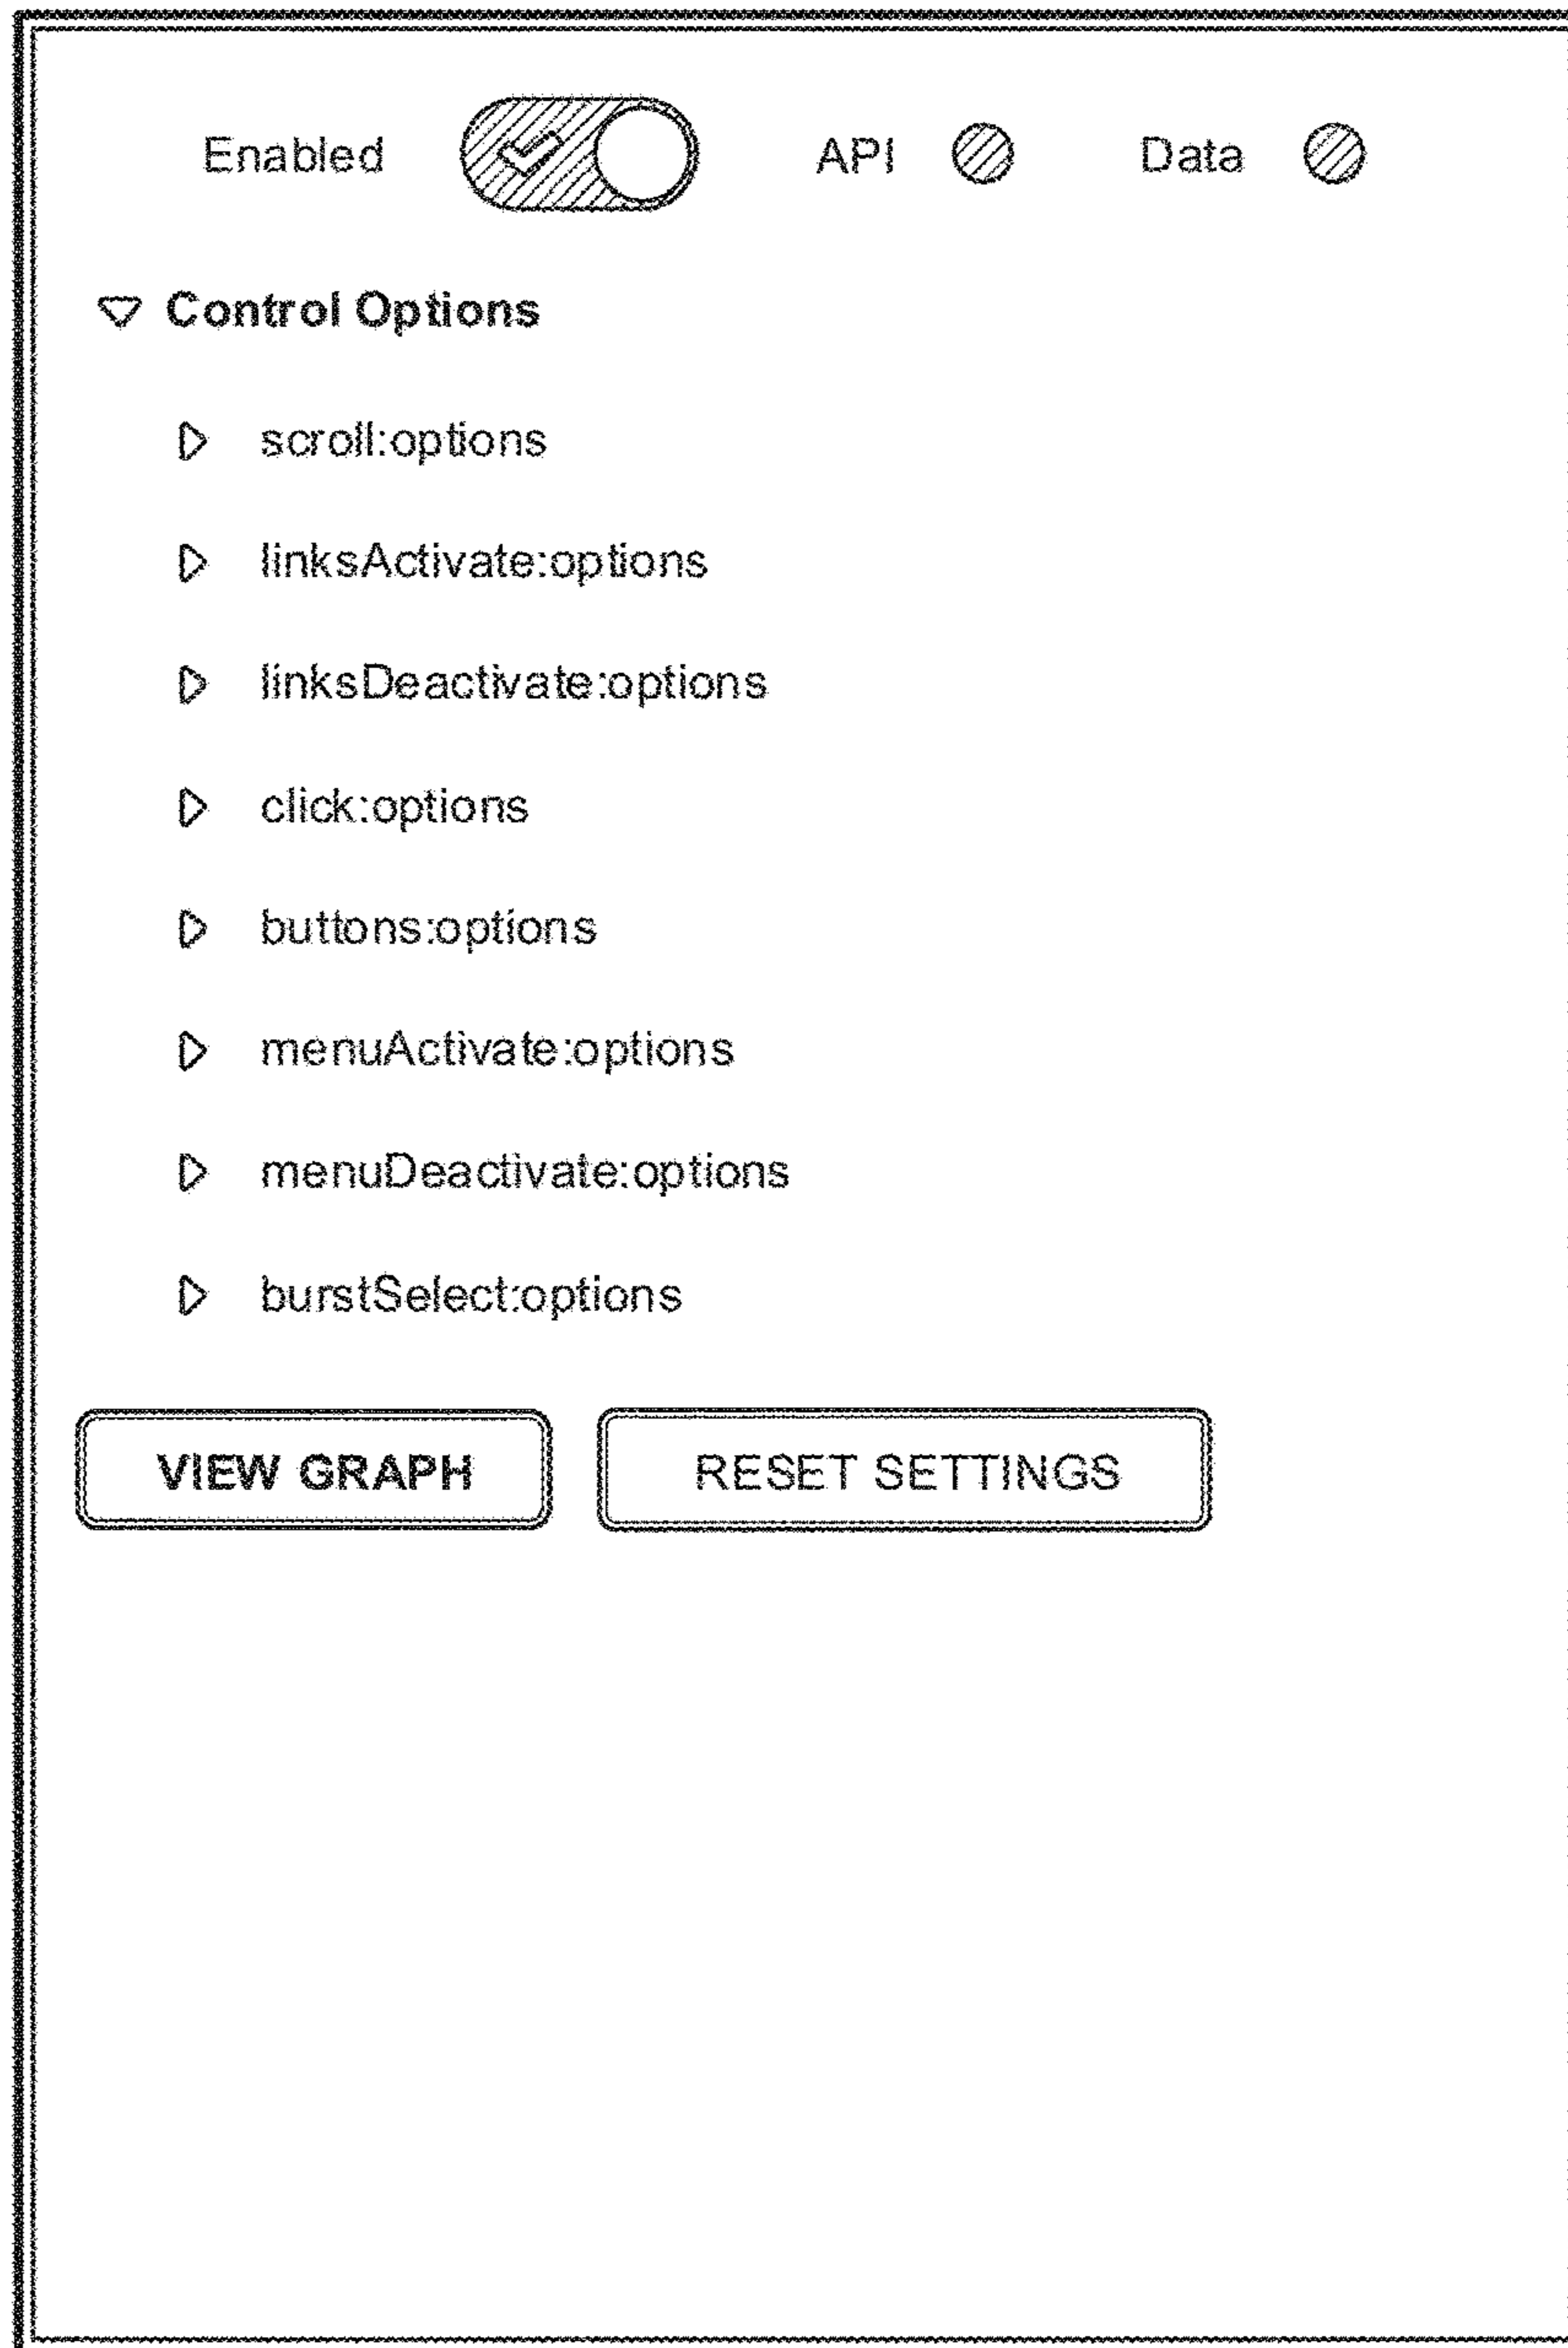 Enabled API Data
Control Options
scroll:options
linksActivate:options
linksDeactivate:options
click:options
buttons:options
menuActivate:options
menuDeactivate:options
burstSelect:options
VIEW GRAPH RESET SETTINGS